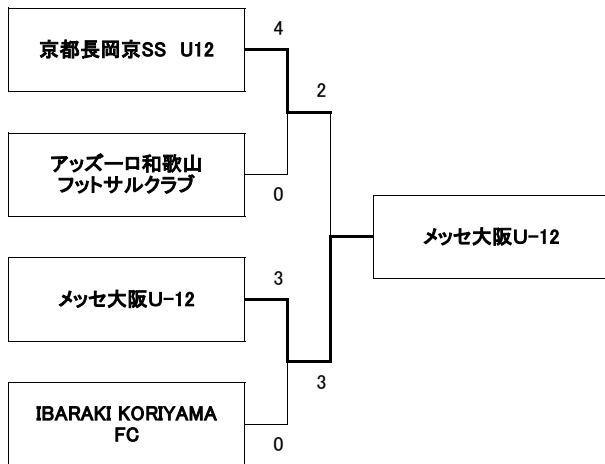 4
京都長岡京SS　U12
2
アッズーロ和歌山
フットサルクラブ
0
メッセ大阪U-12
3
メッセ大阪U-12
3
IBARAKI KORIYAMA
FC
0